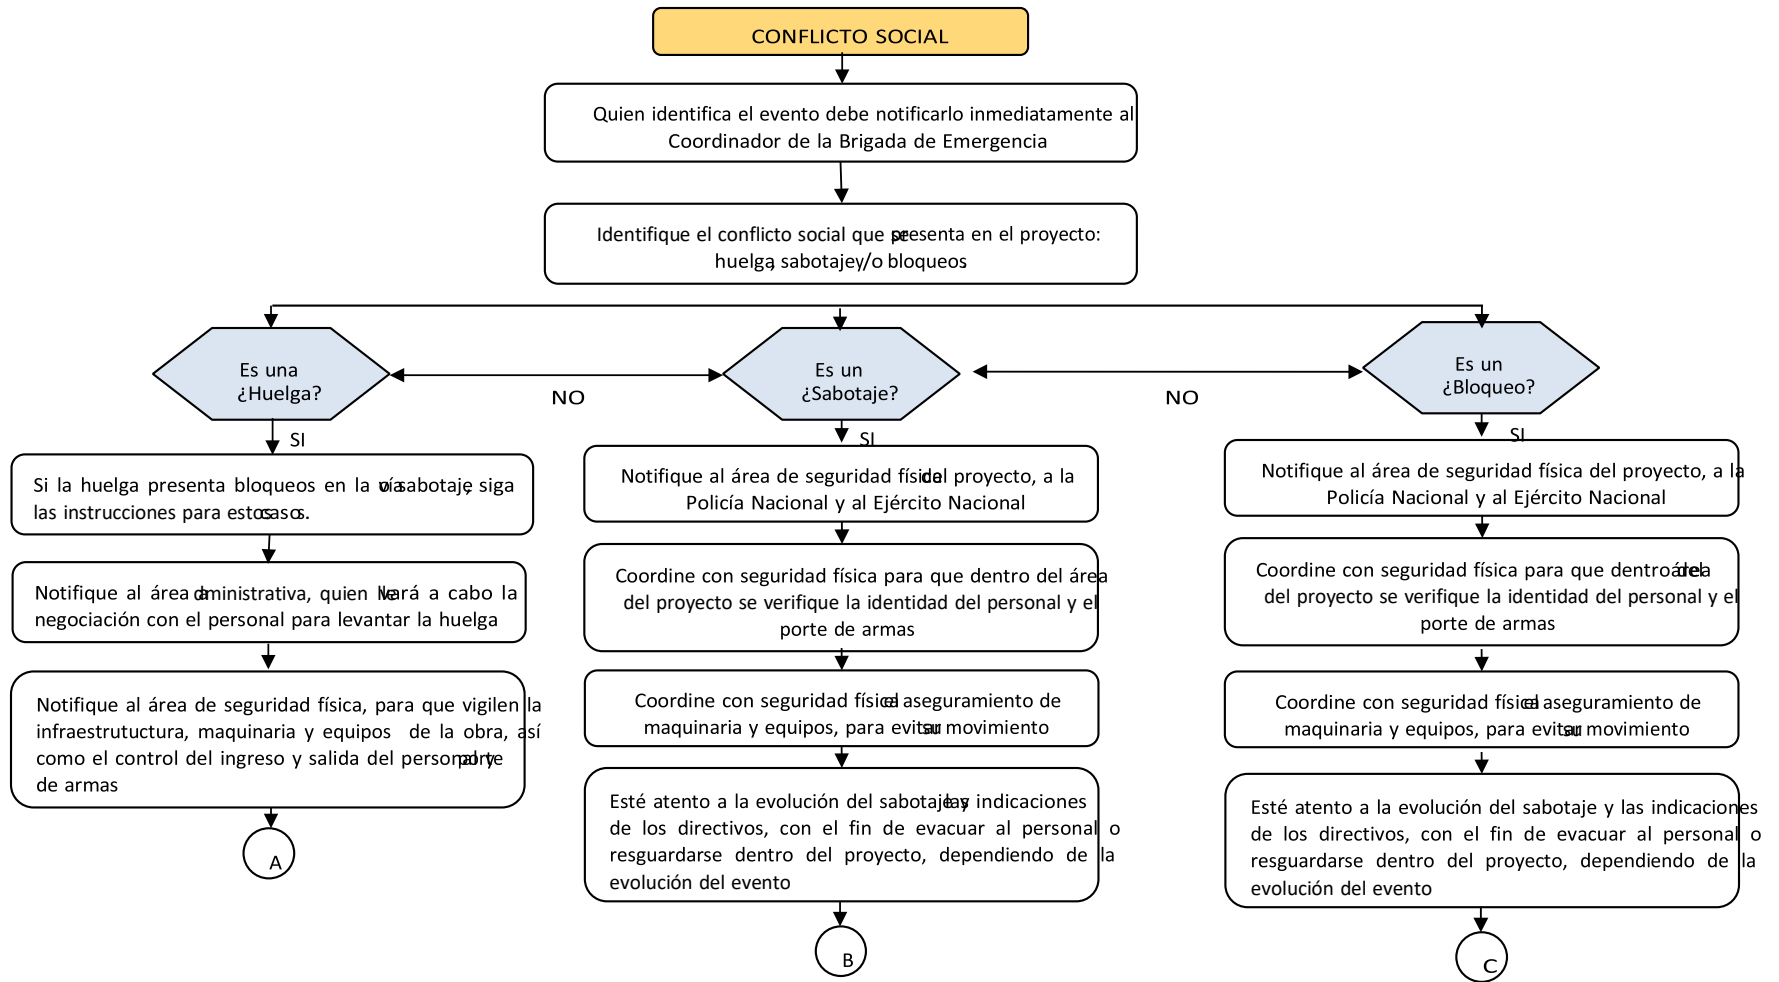 CONFLICTO SOCIAL
Quien identifica el evento debe notificarlo inmediatamente al
Coordinador de la Brigada de Emergencia
Identifique el conflicto social que se presenta en el proyecto:
huelga, sabotaje y/o bloqueos.
Es una
¿Huelga?
NO
Es un
¿Sabotaje?
NO
Es un
¿Bloqueo?
SI
Si la huelga presenta bloqueos en la vía o sabotaje, siga
las instrucciones para estos casos.
Notifique al área administrativa, quien llevará a cabo la
negociación con el personal para levantar la huelga
Notifique al área de seguridad física, para que vigilen la
infraestrutuctura, maquinaria y equipos de la obra, así
como el control del ingreso y salida del personal y porte
de armas
A
SI
Notifique al área de seguridad física del proyecto, a la
Policía Nacional y al Ejército Nacional
Coordine con seguridad física para que dentro del área
del proyecto se verifique la identidad del personal y el
porte de armas
Coordine con seguridad física el aseguramiento de
maquinaria y equipos, para evitar su movimiento
Esté atento a la evolución del sabotaje y las indicaciones
de los directivos, con el fin de evacuar al personal o
resguardarse dentro del proyecto, dependiendo de la
evolución del evento
B
SI
Notifique al área de seguridad física del proyecto, a la
Policía Nacional y al Ejército Nacional
Coordine con seguridad física para que dentro del área
del proyecto se verifique la identidad del personal y el
porte de armas
Coordine con seguridad física el aseguramiento de
maquinaria y equipos, para evitar su movimiento
Esté atento a la evolución del sabotaje y las indicaciones
de los directivos, con el fin de evacuar al personal o
resguardarse dentro del proyecto, dependiendo de la
evolución del evento
C